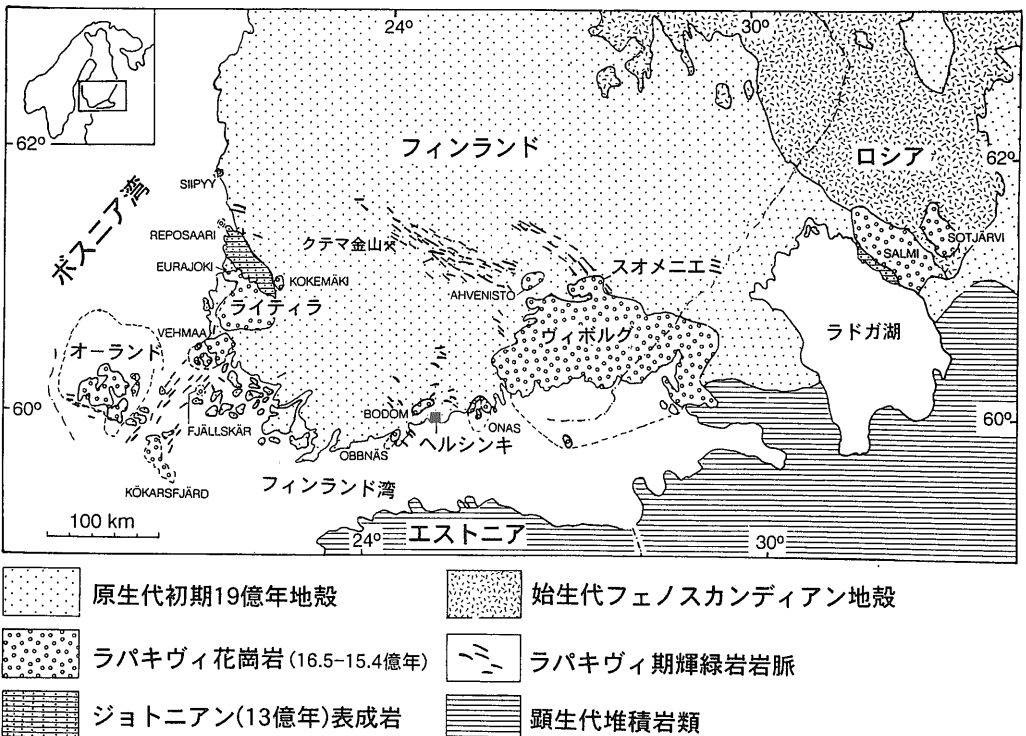 24°
30°
62°
フィンランド
ロシア
62°
ボスニア湾
SIIPYY
REPOSAARI
クテマ金山
SOTJÄRVI
SALMI
EURAJOKI
KOKEMÄKI
スオメニエミ
AHVENISTO
ライティラ
VEHMAA
ヴィボルグ
ラドガ湖
オーランド
60°
BODOM
ONAS
60°
FJÄLLSKÄR
ヘルシンキ
OBBNÄS
KÖKARSFJÄRD
フィンランド湾
100 km
エストニア
24°
30°
原生代初期19億年地殻
始生代フェノスカンディアン地殻
ラパキヴィ花崗岩(16.5-15.4億年)
ラパキヴィ期輝緑岩岩脈
ジョトニアン(13億年)表成岩
顕生代堆積岩類